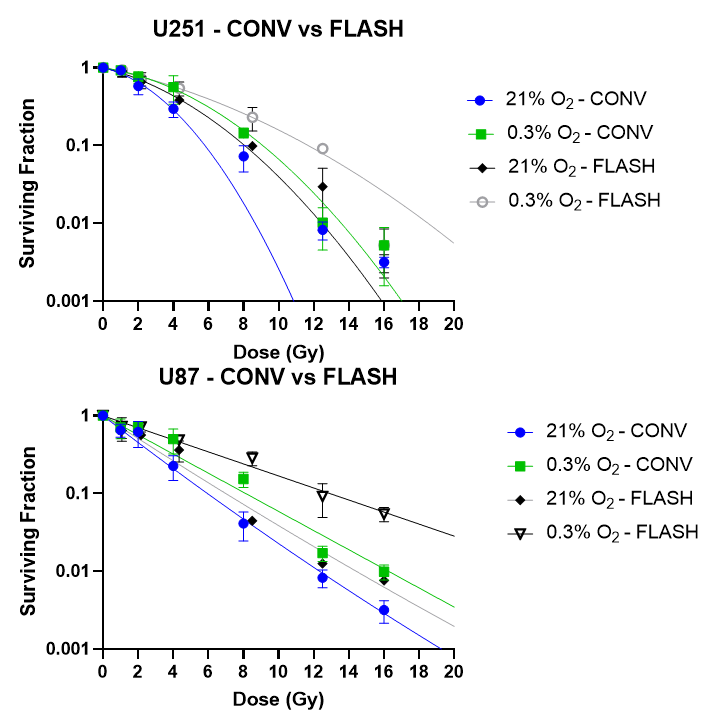 U251 - CONV vs FLASH
1
0.1
0.01
0.001
Surviving Fraction
0 2 4 6 8 10 12 14 16 18 20
Dose (Gy)
21% O2 - CONV
0.3% O2 - CONV
21% O2 - FLASH
0.3% O2 - FLASH
U87 - CONV vs FLASH
1
0.1
0.01
0.001
Surviving Fraction
0 2 4 6 8 10 12 14 16 18 20
Dose (Gy)
21% O2 - CONV
0.3% O2 - CONV
21% O2 - FLASH
0.3% O2 - FLASH